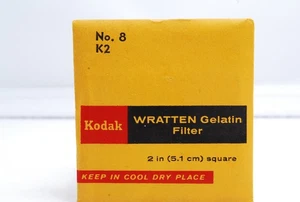 No. 8
K2
Kodak
WRATTEN Gelatin
Filter
2 in (5.1 cm) square
KEEP IN COOL DRY PLACE